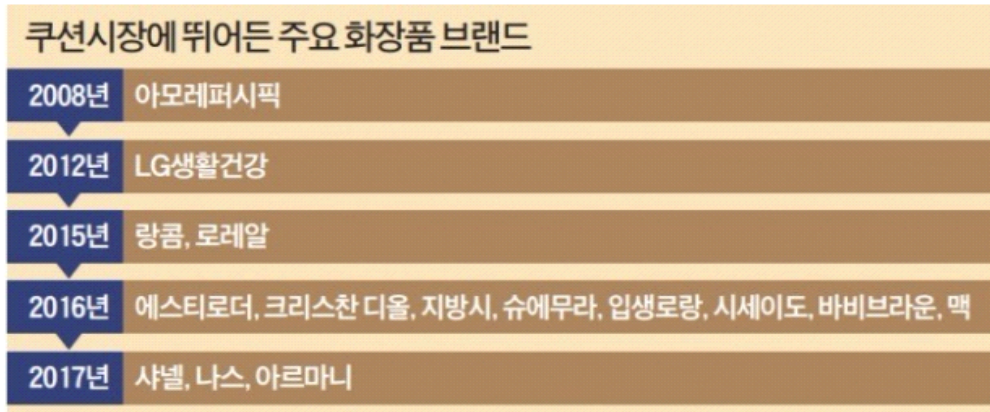 쿠션시장에 뛰어든 주요 화장품 브랜드
2008년 아모레퍼시픽
2012년 LG생활건강
2015년 랑콤, 로레알
2016년 에스티로더, 크리스찬 디올, 지방시, 슈에무라, 입생로랑, 시세이도, 바비브라운, 맥
2017년 샤넬, 나스, 아르마니